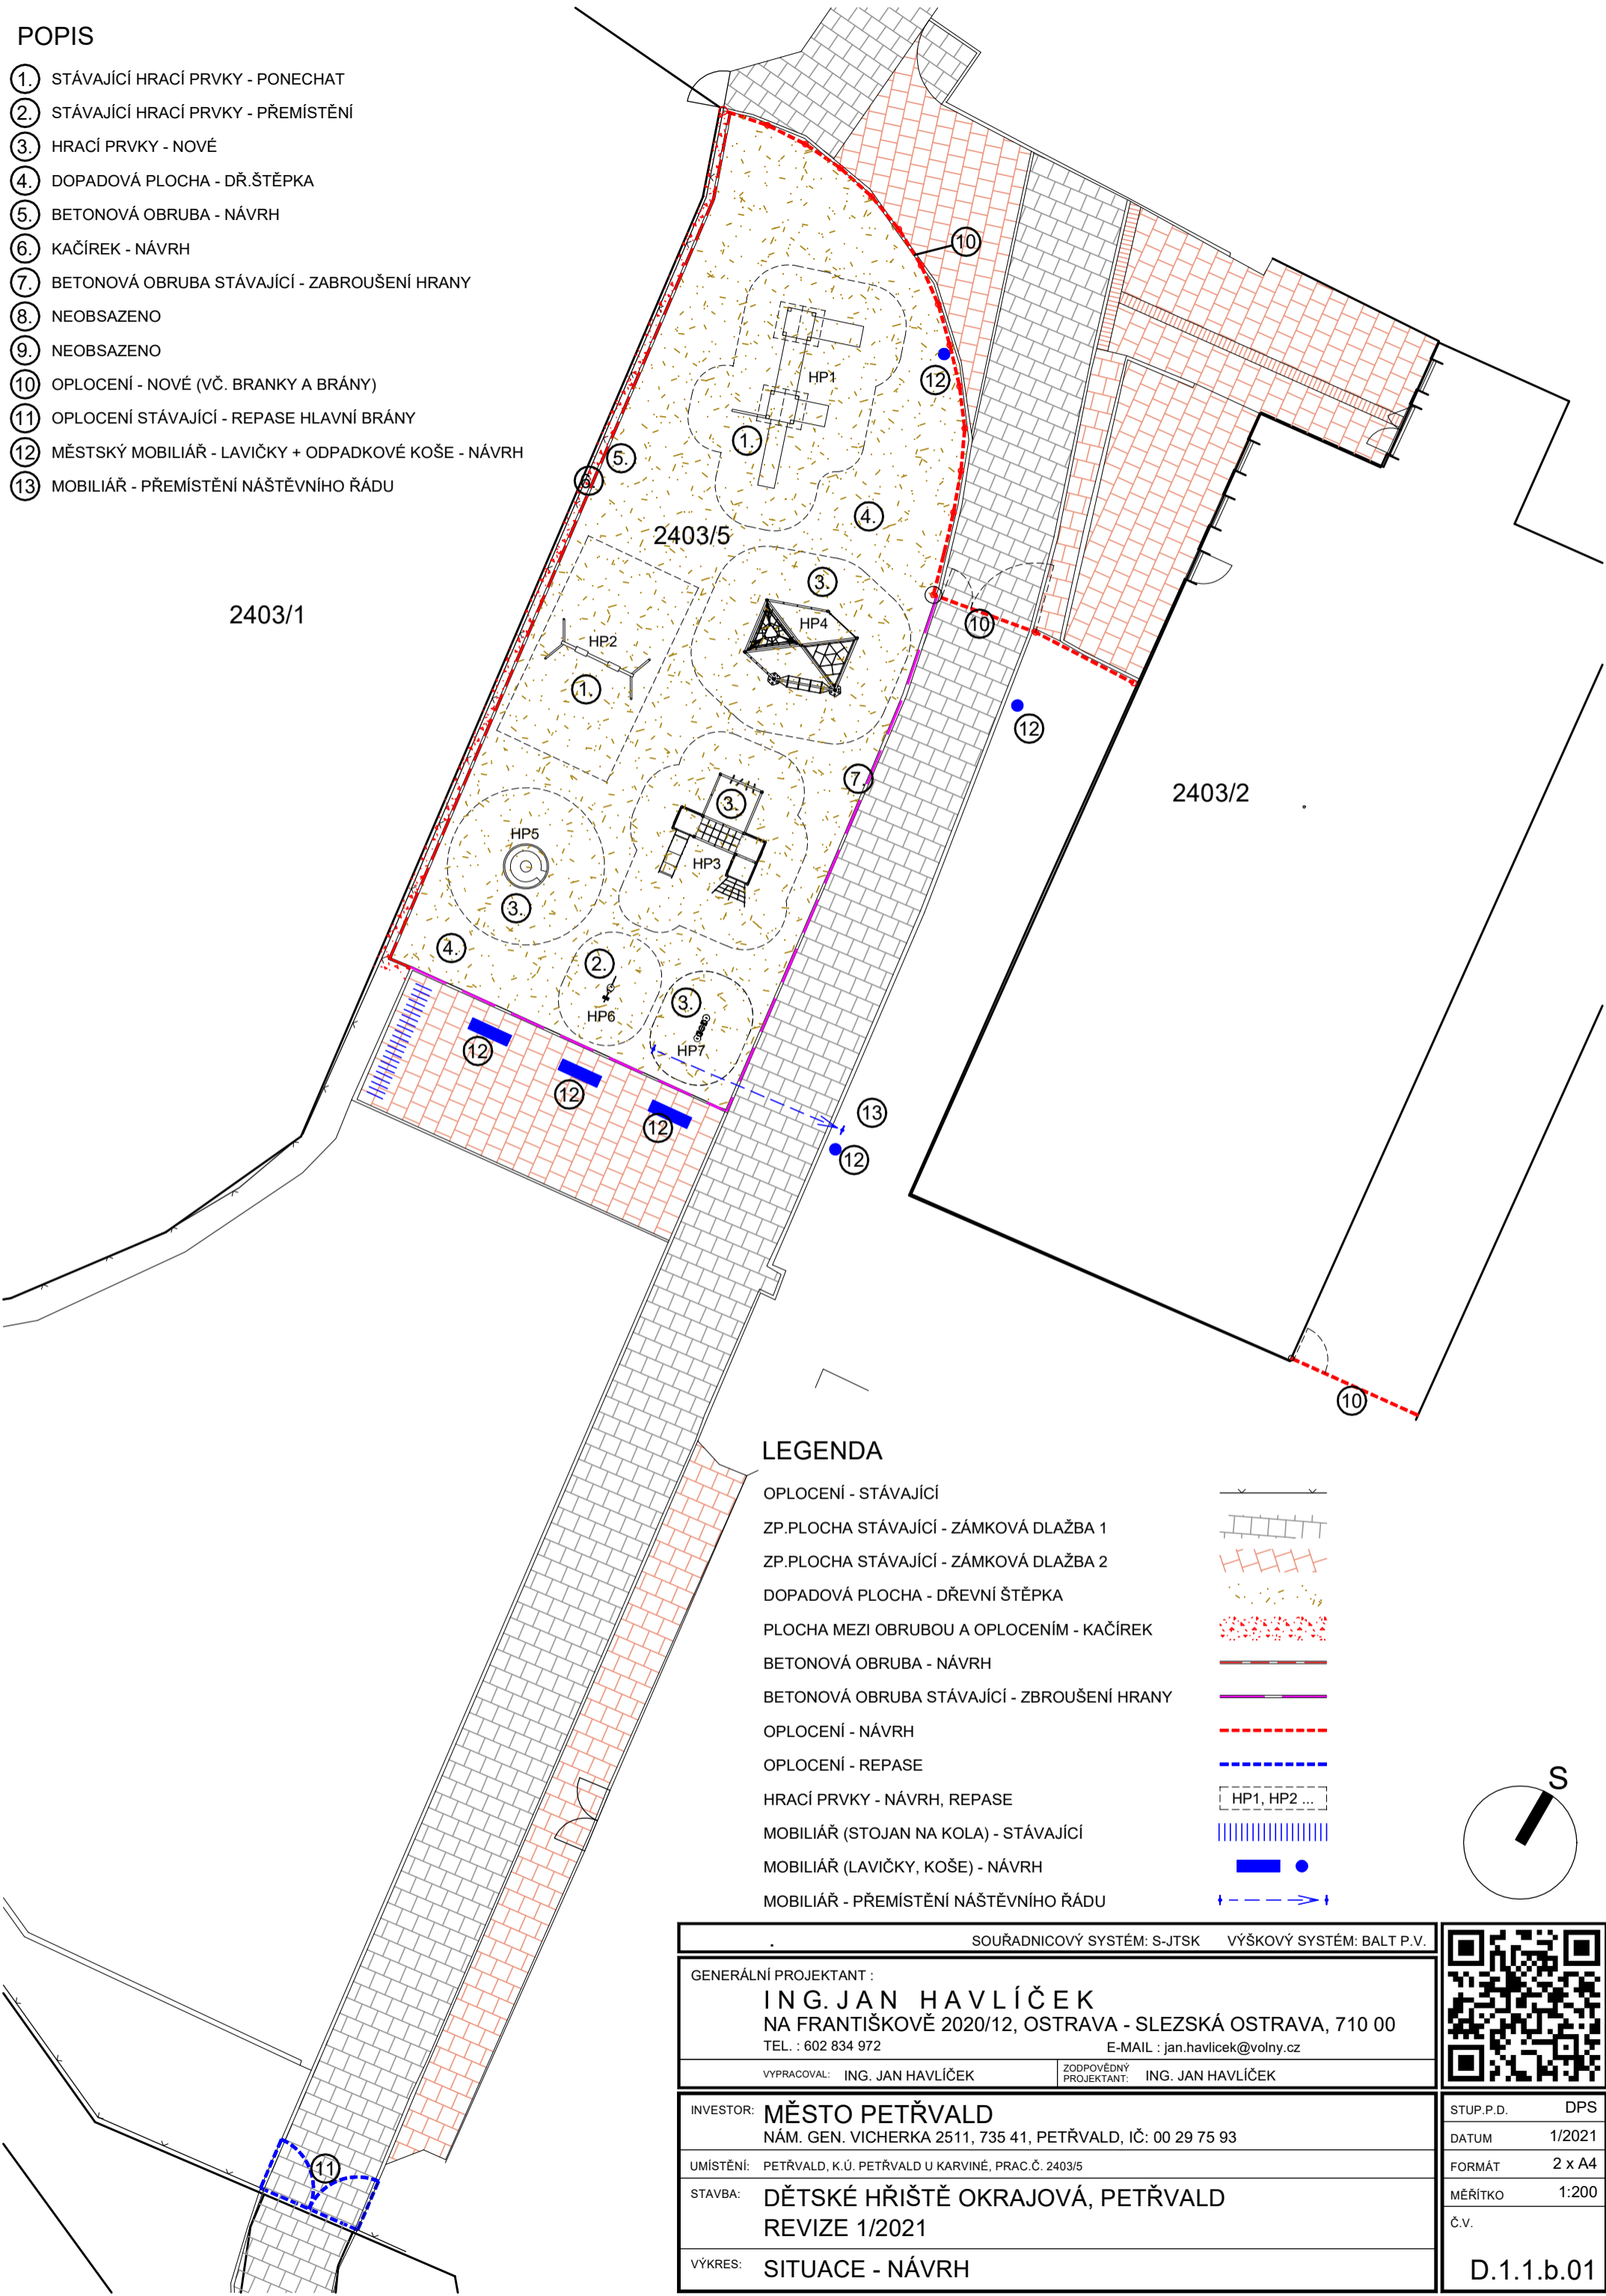 POPIS
1. STÁVAJÍCÍ HRACÍ PRVKY - PONECHAT
2. STÁVAJÍCÍ HRACÍ PRVKY - PŘEMÍSTĚNÍ
3. HRACÍ PRVKY - NOVÉ
4. DOPADOVÁ PLOCHA - DŘ.ŠTĚPKA
5. BETONOVÁ OBRUBA - NÁVRH
6. KAČÍREK - NÁVRH
7. BETONOVÁ OBRUBA STÁVAJÍCÍ - ZABROUŠENÍ HRANY
8. NEOBSAZENO
9. NEOBSAZENO
10 OPLOCENÍ - NOVÉ (VČ. BRANKY A BRÁNY)
11 OPLOCENÍ STÁVAJÍCÍ - REPASE HLAVNÍ BRÁNY
12 MĚSTSKÝ MOBILIÁŘ - LAVIČKY + ODPADKOVÉ KOŠE - NÁVRH
13 MOBILIÁŘ - PŘEMÍSTĚNÍ NÁŠTĚVNÍHO ŘÁDU
10
HP1
12
1.
5.
6.
4.
2403/5
3.
2403/1
HP4
10
HP2
1.
12
7.
2403/2
3.
HP5
HP3
3.
4.
2.
3.
HP6
HP7
12
12
13
12
12
10
LEGENDA
OPLOCENÍ - STÁVAJÍCÍ
ZP.PLOCHA STÁVAJÍCÍ - ZÁMKOVÁ DLAŽBA 1
ZP.PLOCHA STÁVAJÍCÍ - ZÁMKOVÁ DLAŽBA 2
DOPADOVÁ PLOCHA - DŘEVNÍ ŠTĚPKA
PLOCHA MEZI OBRUBOU A OPLOCENÍM - KAČÍREK
BETONOVÁ OBRUBA - NÁVRH
BETONOVÁ OBRUBA STÁVAJÍCÍ - ZBROUŠENÍ HRANY
OPLOCENÍ - NÁVRH
OPLOCENÍ - REPASE
HRACÍ PRVKY - NÁVRH, REPASE HP1, HP2 ...
MOBILIÁŘ (STOJAN NA KOLA) - STÁVAJÍCÍ
MOBILIÁŘ (LAVIČKY, KOŠE) - NÁVRH
MOBILIÁŘ - PŘEMÍSTĚNÍ NÁŠTĚVNÍHO ŘÁDU
S
11
. SOUŘADNICOVÝ SYSTÉM: S-JTSK VÝŠKOVÝ SYSTÉM: BALT P.V.
GENERÁLNÍ PROJEKTANT :
ING. JAN HAVLÍČEK
NA FRANTIŠKOVĚ 2020/12, OSTRAVA - SLEZSKÁ OSTRAVA, 710 00
TEL. : 602 834 972 E-MAIL : jan.havlicek@volny.cz
VYPRACOVAL: ING. JAN HAVLÍČEK ZODPOVĚDNÝ PROJEKTANT: ING. JAN HAVLÍČEK
INVESTOR: MĚSTO PETŘVALD
NÁM. GEN. VICHERKA 2511, 735 41, PETŘVALD, IČ: 00 29 75 93
UMÍSTĚNÍ: PETŘVALD, K.Ú. PETŘVALD U KARVINÉ, PRAC.Č. 2403/5
STAVBA: DĚTSKÉ HŘIŠTĚ OKRAJOVÁ, PETŘVALD
REVIZE 1/2021
VÝKRES: SITUACE - NÁVRH
STUP.P.D. DPS
DATUM 1/2021
FORMÁT 2 x A4
MĚŘÍTKO 1:200
Č.V.
D.1.1.b.01